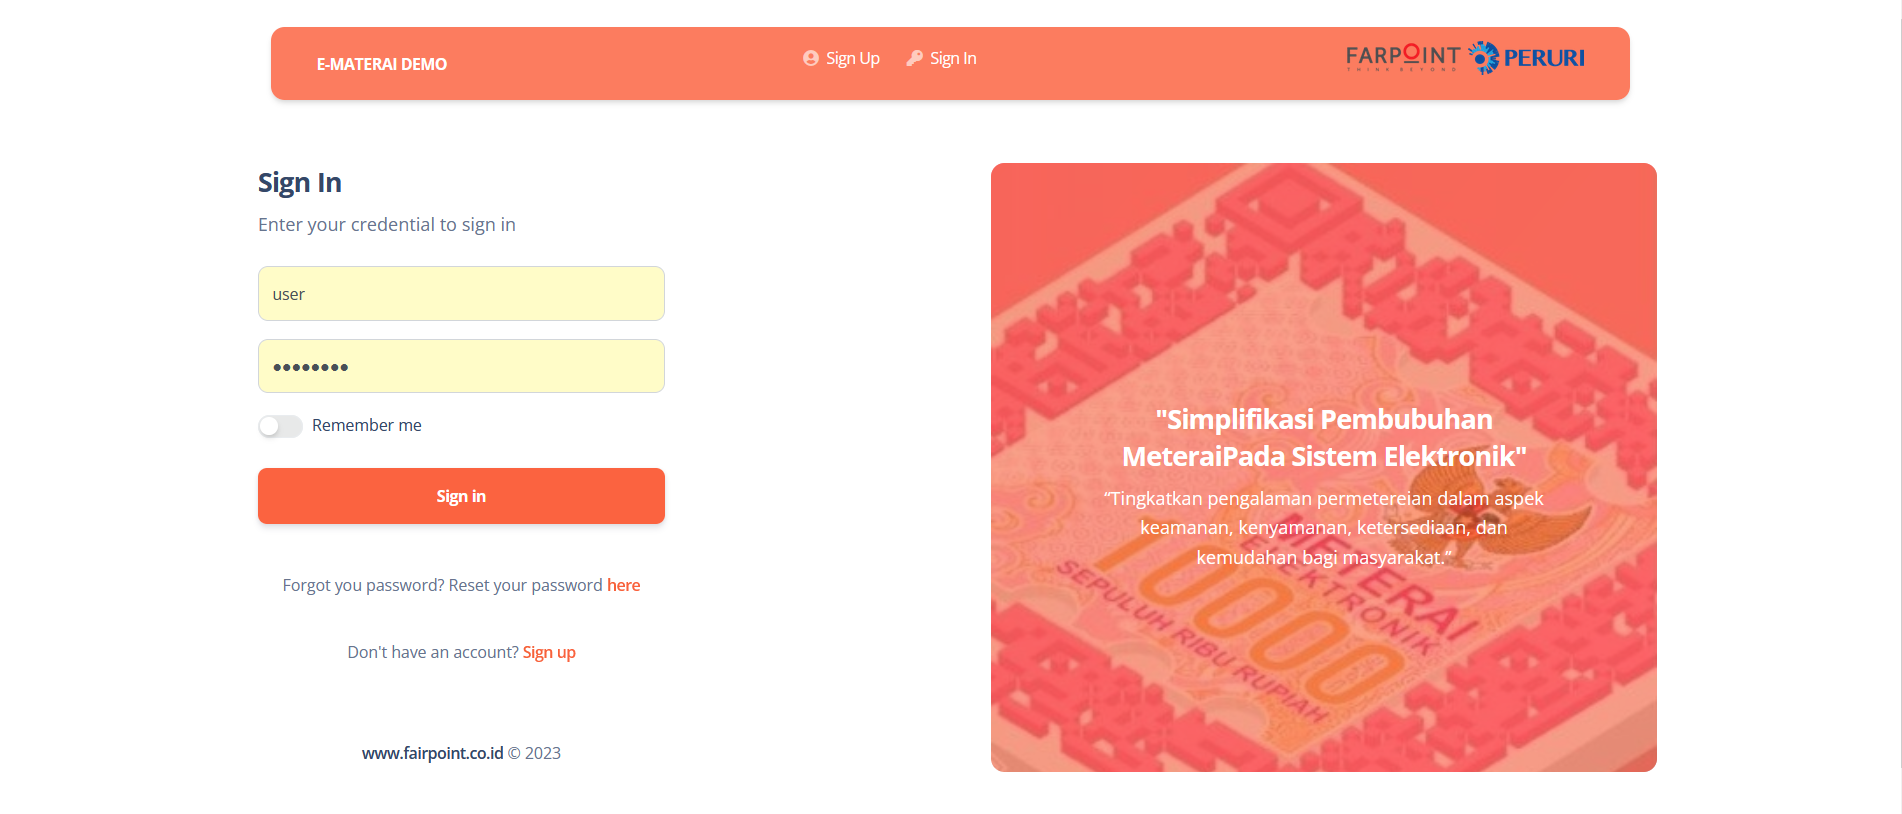 E-MATERAI DEMO
Sign Up
Sign In
FARPOINT
THINK BEYOND
PERURI
Sign In
Enter your credential to sign in
user
••••••••
Remember me
Sign in
Forgot you password? Reset your password here
Don't have an account? Sign up
www.fairpoint.co.id © 2023
"Simplifikasi Pembubuhan
MeteraiPada Sistem Elektronik"
“Tingkatkan pengalaman permetereian dalam aspek
keamanan, kenyamanan, ketersediaan, dan
kemudahan bagi masyarakat.”
METERAI
ELEKTRONIK
10000
SEPULUH RIBU RUPIAH